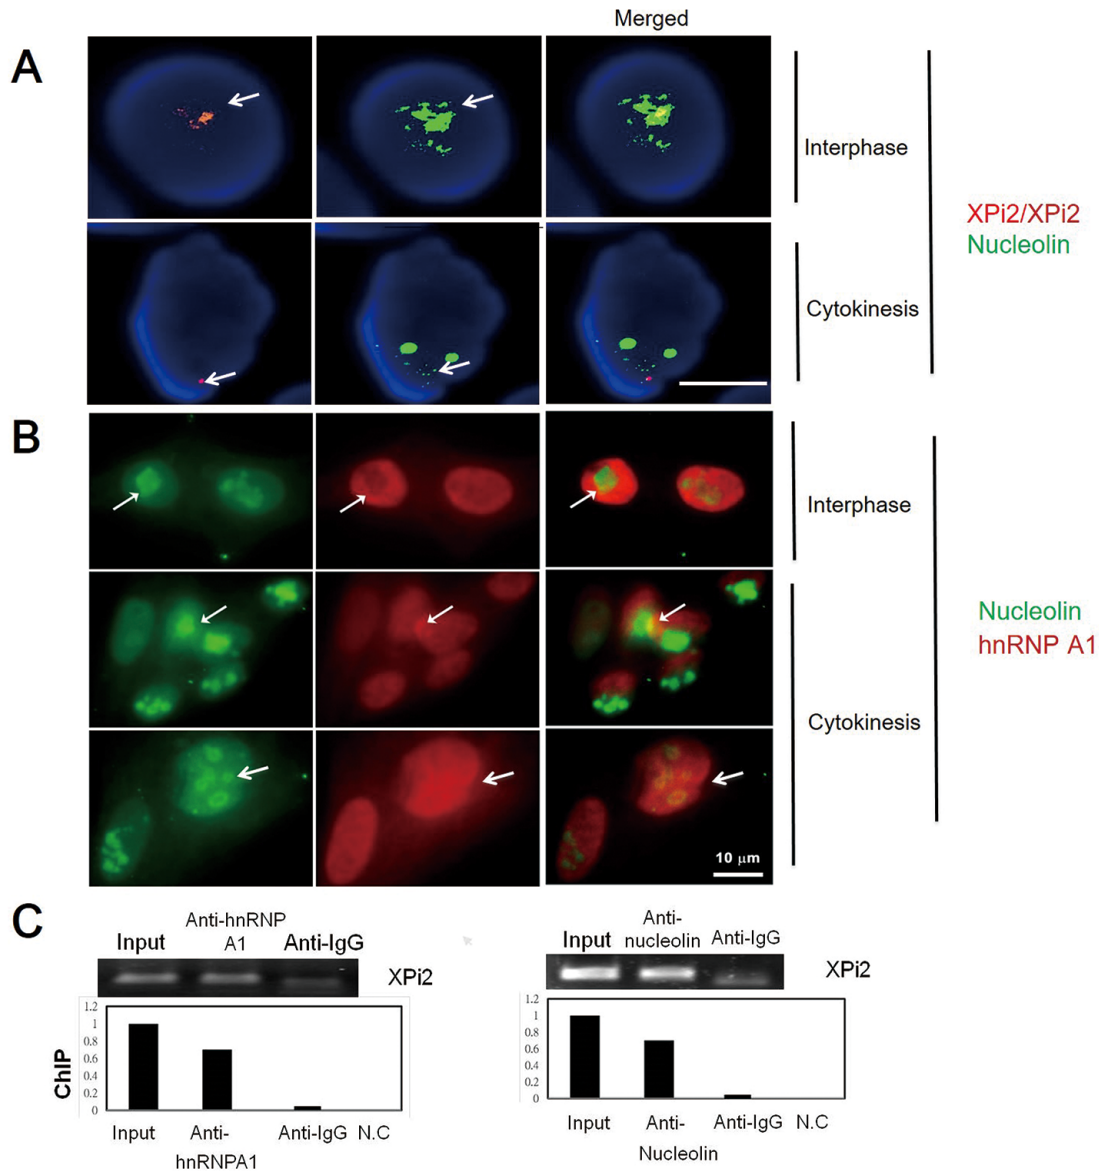 Merged
A
Interphase
XPi2/XPi2
Nucleolin
Cytokinesis
B
Interphase
Nucleolin
hnRNP A1
Cytokinesis
10 μm
C
Anti-hnRNP
Input A1 Anti-IgG
XPi2
1.2
1
0.8
0.6
0.4
0.2
0
ChIP
Input Anti- Anti-IgG N.C
hnRNPA1
Anti-
Input nucleolin Anti-IgG
XPi2
1.2
1
0.8
0.6
0.4
0.2
0
Input Anti- Anti-IgG N.C
Nucleolin